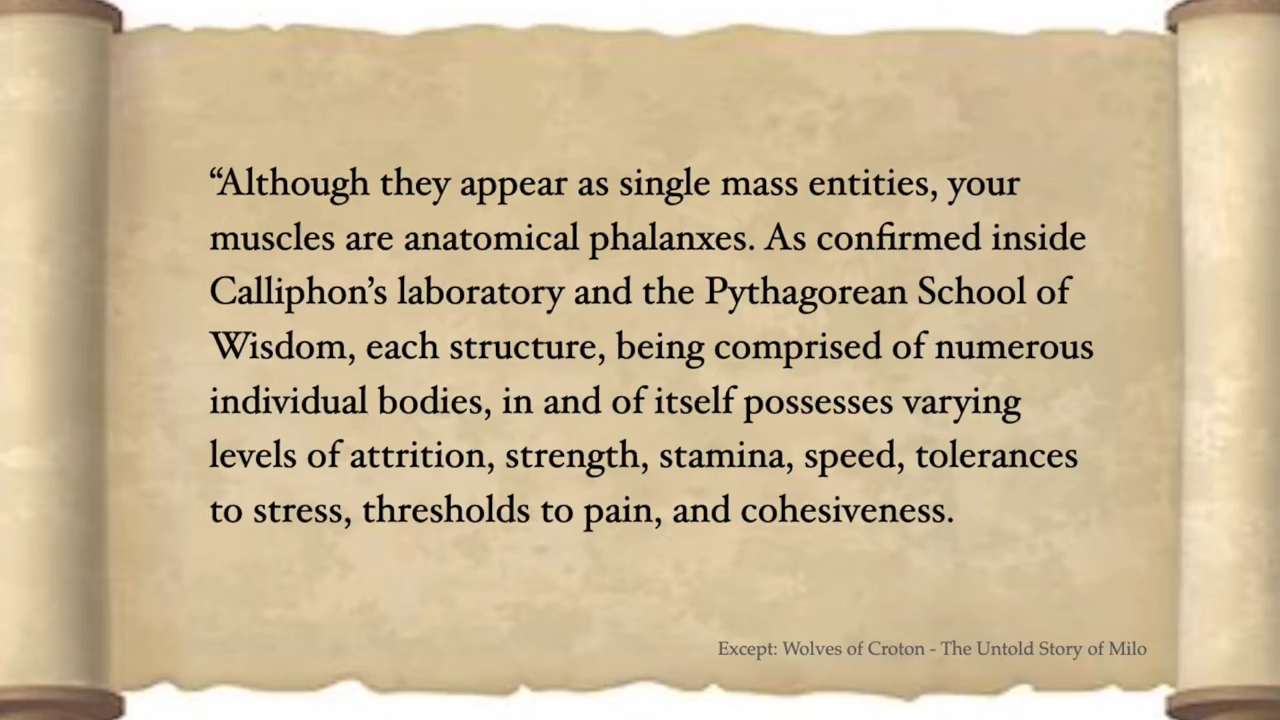 “Although they appear as single mass entities, your
muscles are anatomical phalanxes. As confirmed inside
Calliphon’s laboratory and the Pythagorean School of
Wisdom, each structure, being comprised of numerous
individual bodies, in and of itself possesses varying
levels of attrition, strength, stamina, speed, tolerances
to stress, thresholds to pain, and cohesiveness.
Except: Wolves of Croton - The Untold Story of Milo